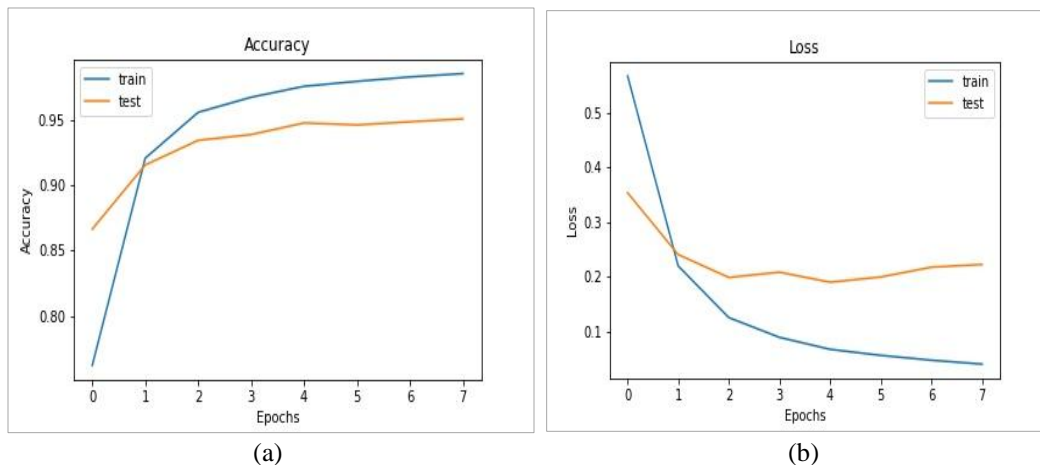 Accuracy
train
test
0.95
0.90
0.85
0.80
Accuracy
0 1 2 3 4 5 6 7
Epochs
(a)
Loss
train
test
0.5
0.4
0.3
0.2
0.1
Loss
0 1 2 3 4 5 6 7
Epochs
(b)